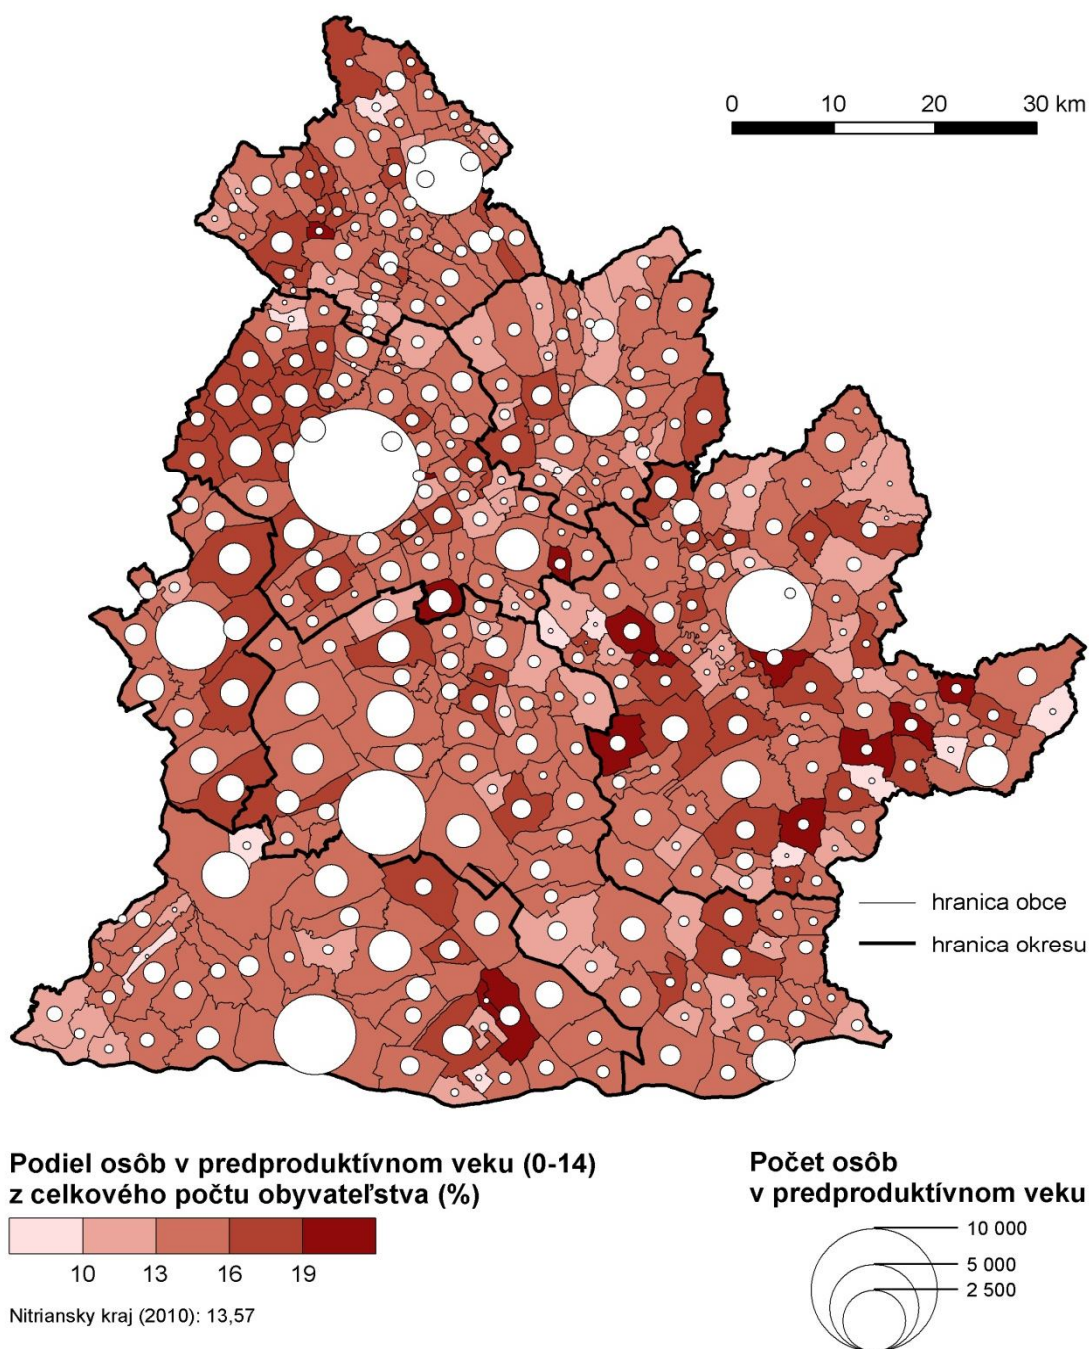 0 10 20 30 km
hranica obce
hranica okresu
Podiel osôb v predproduktívnom veku (0-14)
z celkového počtu obyvateľstva (%)
10 13 16 19
Nitriansky kraj (2010): 13,57
Počet osôb
v predproduktívnom veku
10 000
5 000
2 500